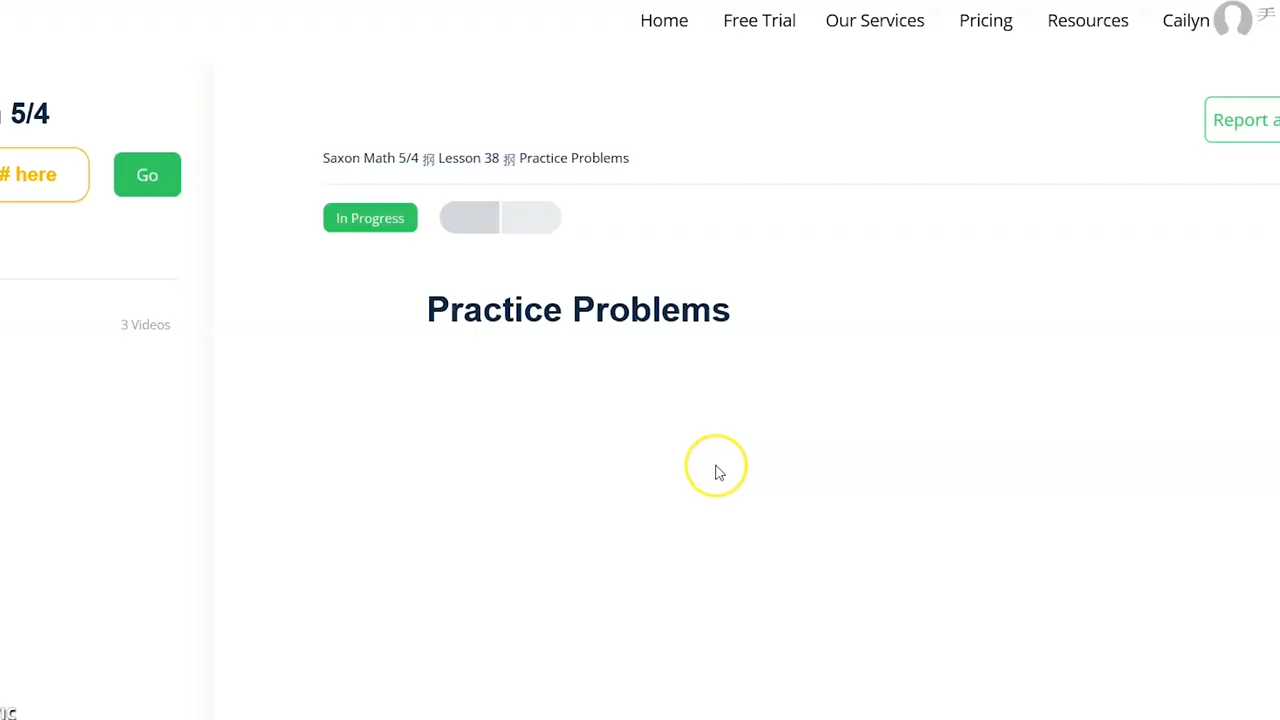 Home Free Trial Our Services Pricing Resources Cailyn
5/4
Report a
# here Go
Saxon Math 5/4 Lesson 38 Practice Problems
In Progress
Practice Problems
3 Videos